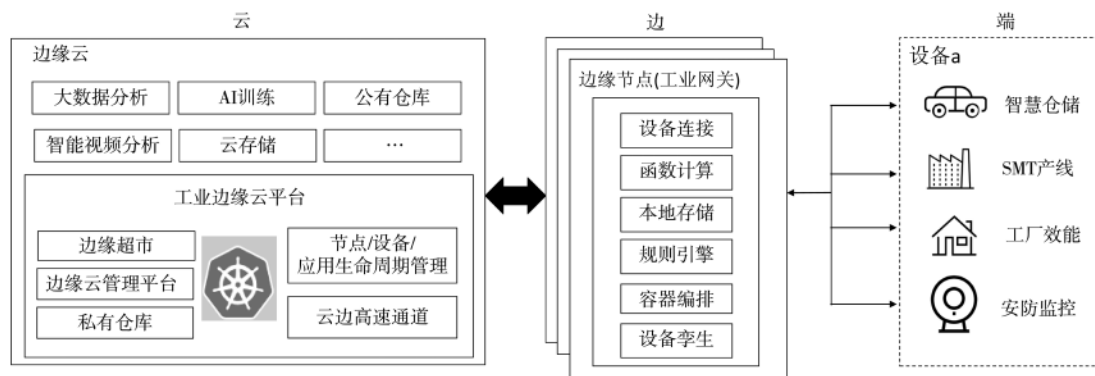 云
边
端
边缘云
大数据分析
AI训练
公有仓库
智能视频分析
云存储
…
工业边缘云平台
边缘超市
边缘云管理平台
私有仓库
节点/设备/
应用生命周期管理
云边高速通道
边缘节点(工业网关)
设备连接
函数计算
本地存储
规则引擎
容器编排
设备孪生
设备a
智慧仓储
SMT产线
工厂效能
安防监控